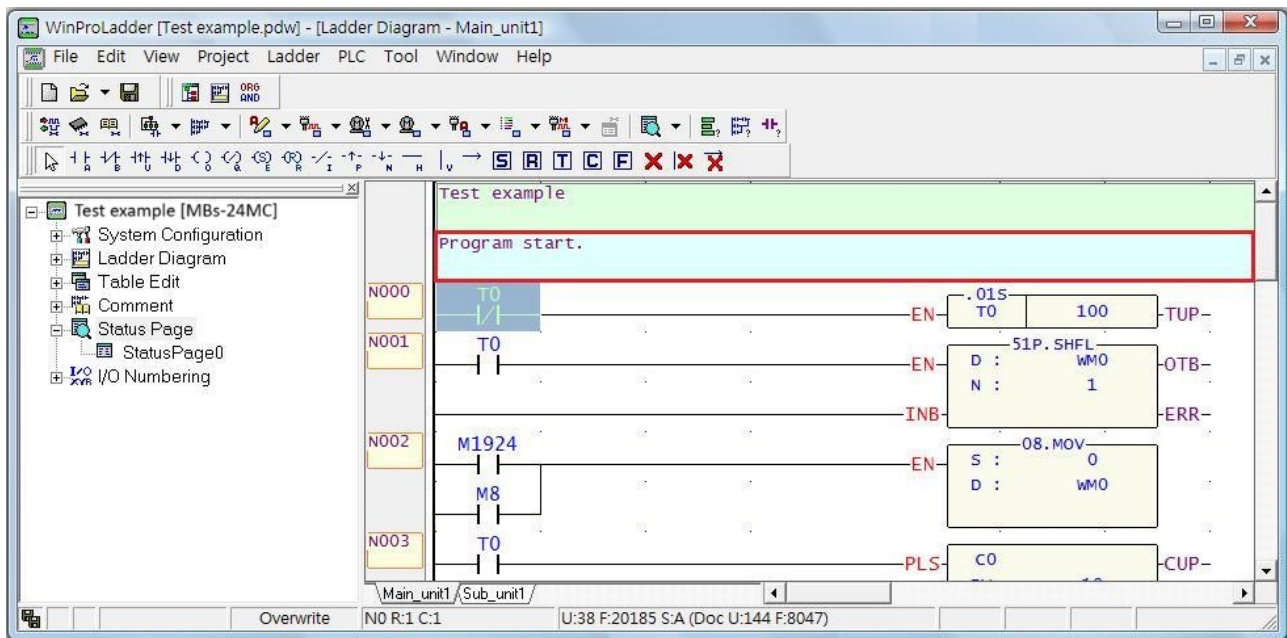 WinProLadder [Test example.pdw] - [Ladder Diagram - Main_unit1]
File Edit View Project Ladder PLC Tool Window Help
ORG
AND
A B U D O Q S R I P N H V S R T C F
Test example [MBs-24MC]
System Configuration
Ladder Diagram
Table Edit
Comment
Status Page
StatusPage0
I/O Numbering
Test example
Program start.
N000 T0 EN .01S T0 100 TUP
N001 T0 EN 51P.SHFL D : WM0 OTB
N : 1
INB ERR
N002 M1924 EN 08.MOV S : 0
M8 D : WM0
N003 T0 PLS C0 CUP
Main_unit1 Sub_unit1
Overwrite N0 R:1 C:1 U:38 F:20185 S:A (Doc U:144 F:8047)